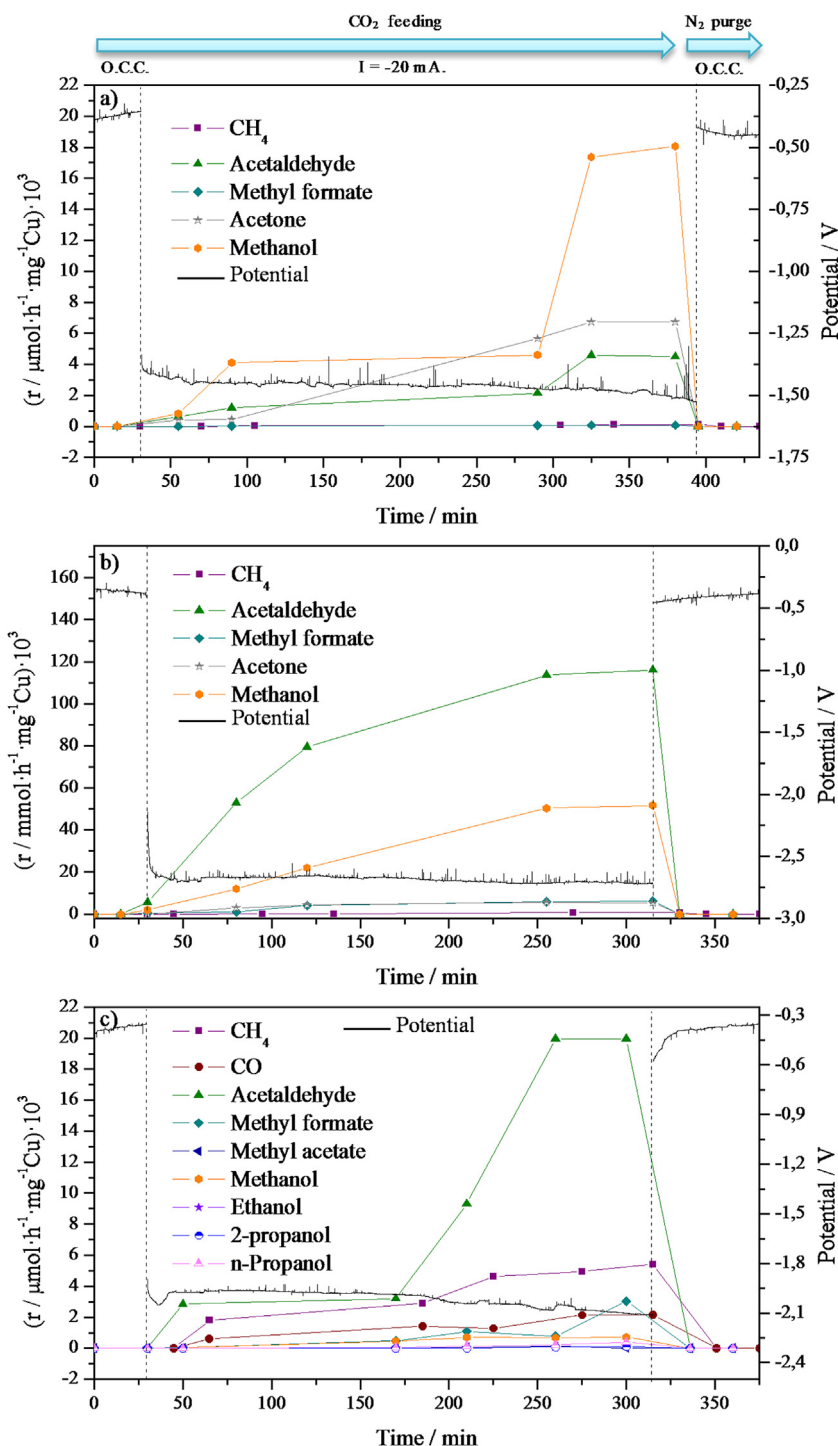 CO₂ feeding N₂ purge
O.C.C. I = -20 mA. O.C.C.
a)
22
20
18
16
14
12
10
8
6
4
2
0
-2
(r / μmol·h⁻¹·mg⁻¹Cu)·10³
CH₄
Acetaldehyde
Methyl formate
Acetone
Methanol
Potential
-0,25
-0,50
-0,75
-1,00
-1,25
-1,50
-1,75
Potential / V
0 50 100 150 200 250 300 350 400
Time / min
b)
160
140
120
100
80
60
40
20
0
(r / mmol·h⁻¹·mg⁻¹Cu)·10³
CH₄
Acetaldehyde
Methyl formate
Acetone
Methanol
Potential
0,0
-0,5
-1,0
-1,5
-2,0
-2,5
-3,0
Potential / V
0 50 100 150 200 250 300 350
Time / min
c)
22
20
18
16
14
12
10
8
6
4
2
0
-2
(r / μmol·h⁻¹·mg⁻¹Cu)·10³
CH₄ Potential
CO
Acetaldehyde
Methyl formate
Methyl acetate
Methanol
Ethanol
2-propanol
n-Propanol
-0,3
-0,6
-0,9
-1,2
-1,5
-1,8
-2,1
-2,4
Potential / V
0 50 100 150 200 250 300 350
Time / min